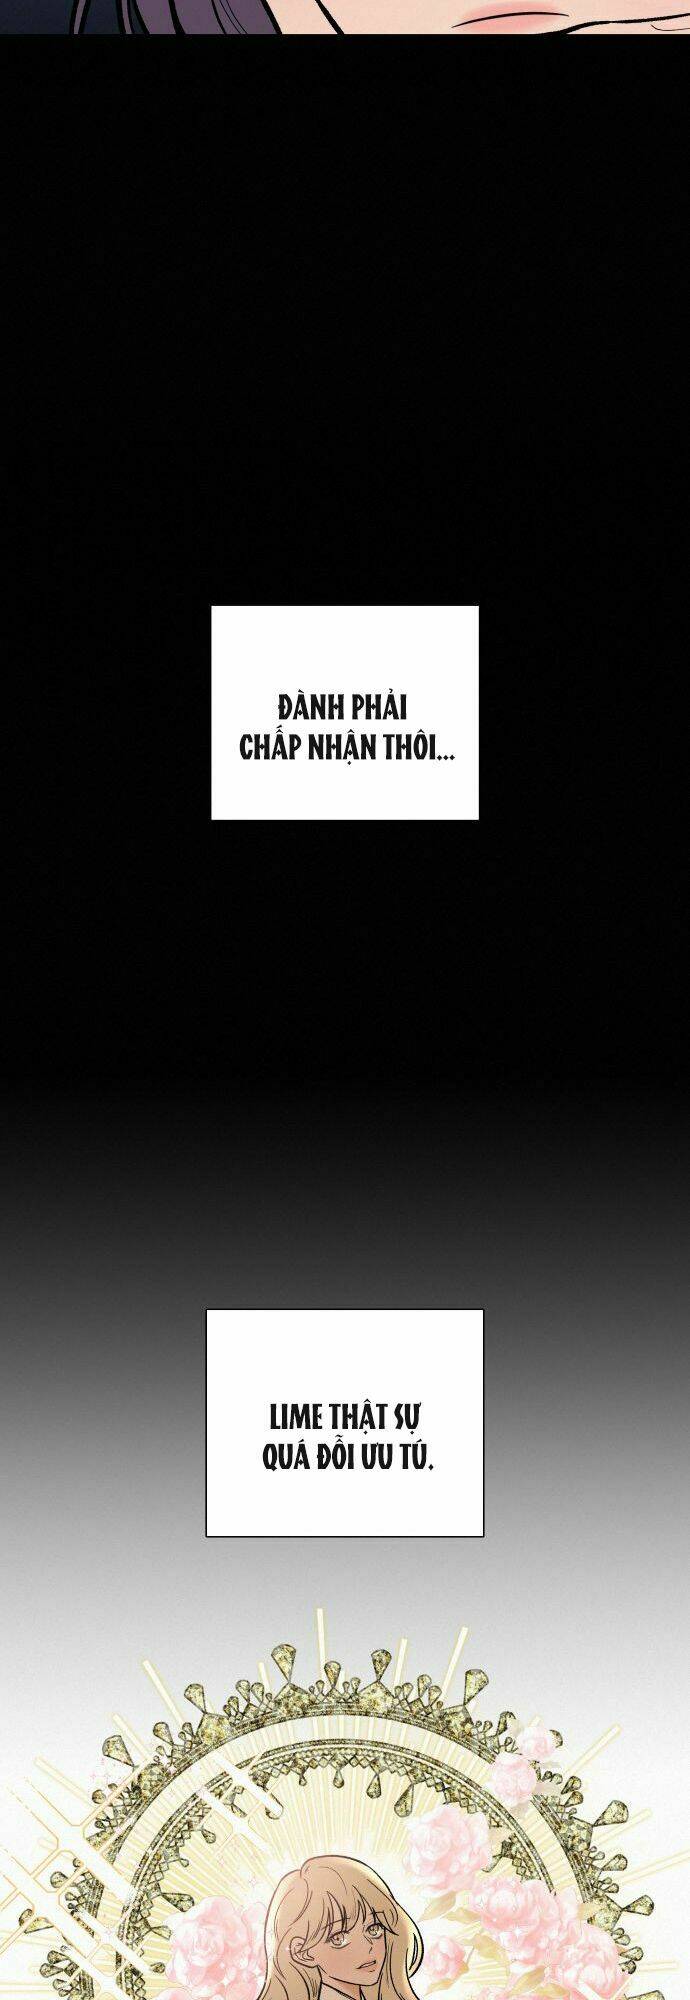 ĐÀNH PHẢI
CHẤP NHẬN THÔI...
LIME THẬT SỰ
QUÁ ĐỖI ƯU TÚ.